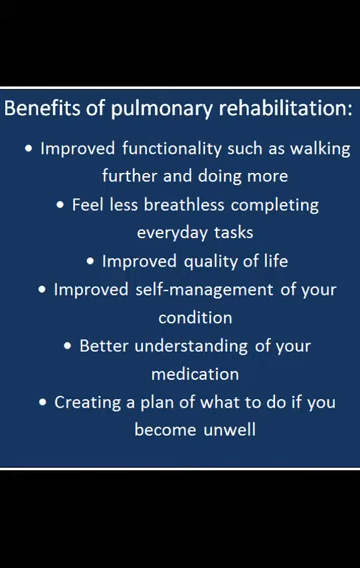 Benefits of pulmonary rehabilitation:
• Improved functionality such as walking
further and doing more
• Feel less breathless completing
everyday tasks
• Improved quality of life
• Improved self-management of your
condition
• Better understanding of your
medication
• Creating a plan of what to do if you
become unwell